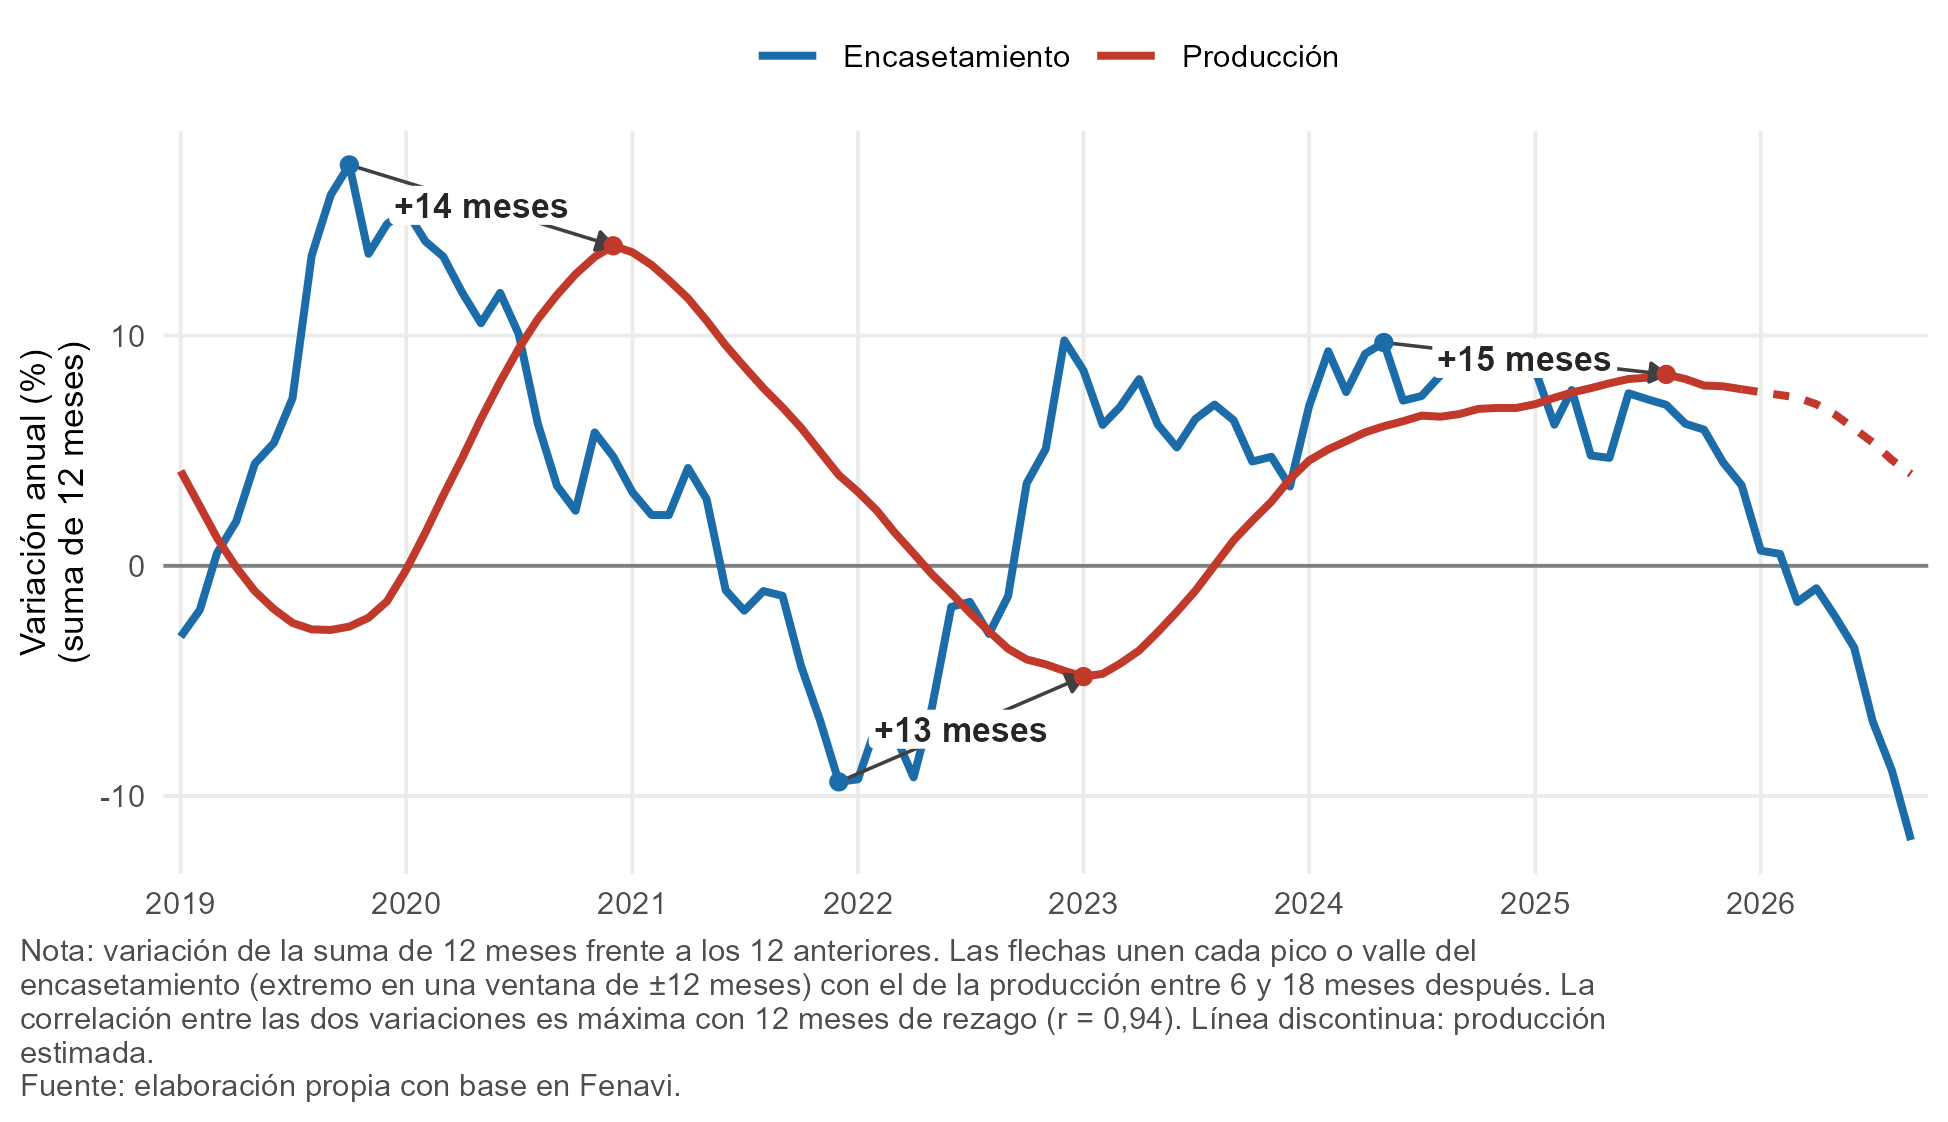 Encasetamiento Producción
+14 meses
+15 meses
+13 meses
Variación anual (%)
(suma de 12 meses)
10
0
-10
2019 2020 2021 2022 2023 2024 2025 2026
Nota: variación de la suma de 12 meses frente a los 12 anteriores. Las flechas unen cada pico o valle del
encasetamiento (extremo en una ventana de ±12 meses) con el de la producción entre 6 y 18 meses después. La
correlación entre las dos variaciones es máxima con 12 meses de rezago (r = 0,94). Línea discontinua: producción
estimada.
Fuente: elaboración propia con base en Fenavi.